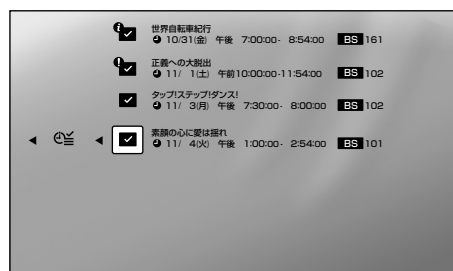 世界自転車紀行
10/31(金) 午後 7:00:00- 8:54:00 BS 161
正義への大脱出
11/ 1(土) 午前10:00:00-11:54:00 BS 102
タップ!ステップ!ダンス!
11/ 3(月) 午後 7:30:00- 8:00:00 BS 102
素顔の心に愛は揺れ
11/ 4(火) 午後 1:00:00- 2:54:00 BS 101